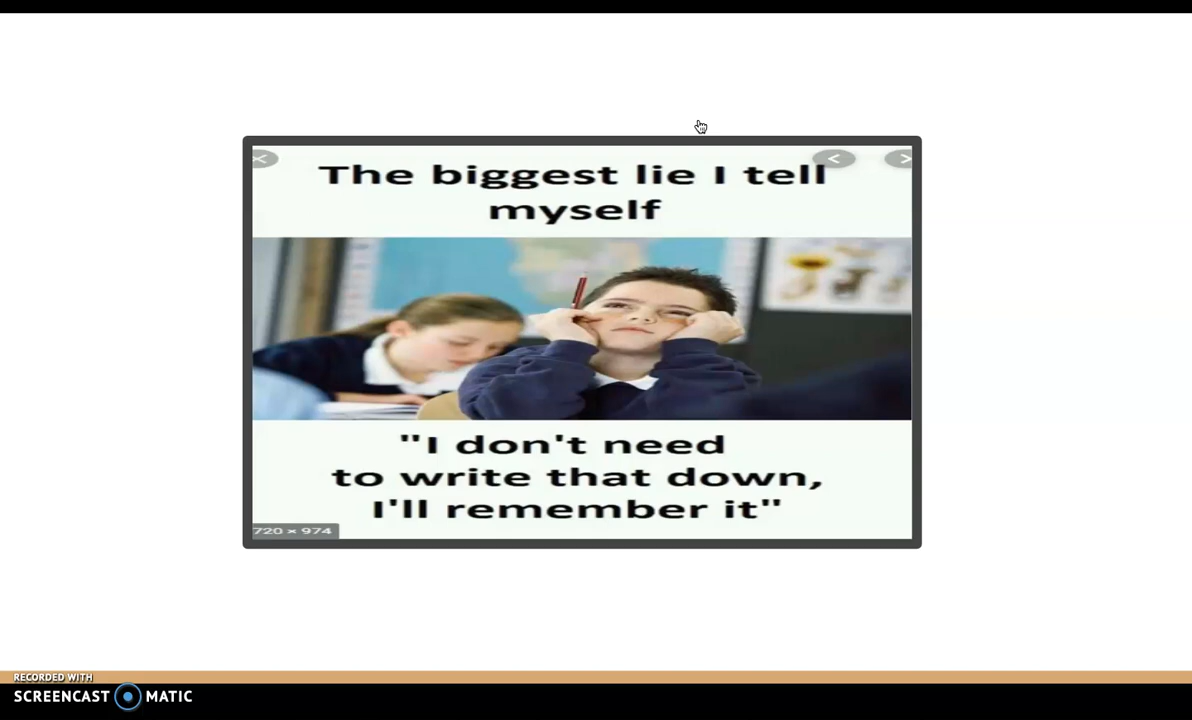 The biggest lie I tell
myself
"I don't need
to write that down,
I'll remember it"
720 × 974
RECORDED WITH
SCREENCAST MATIC